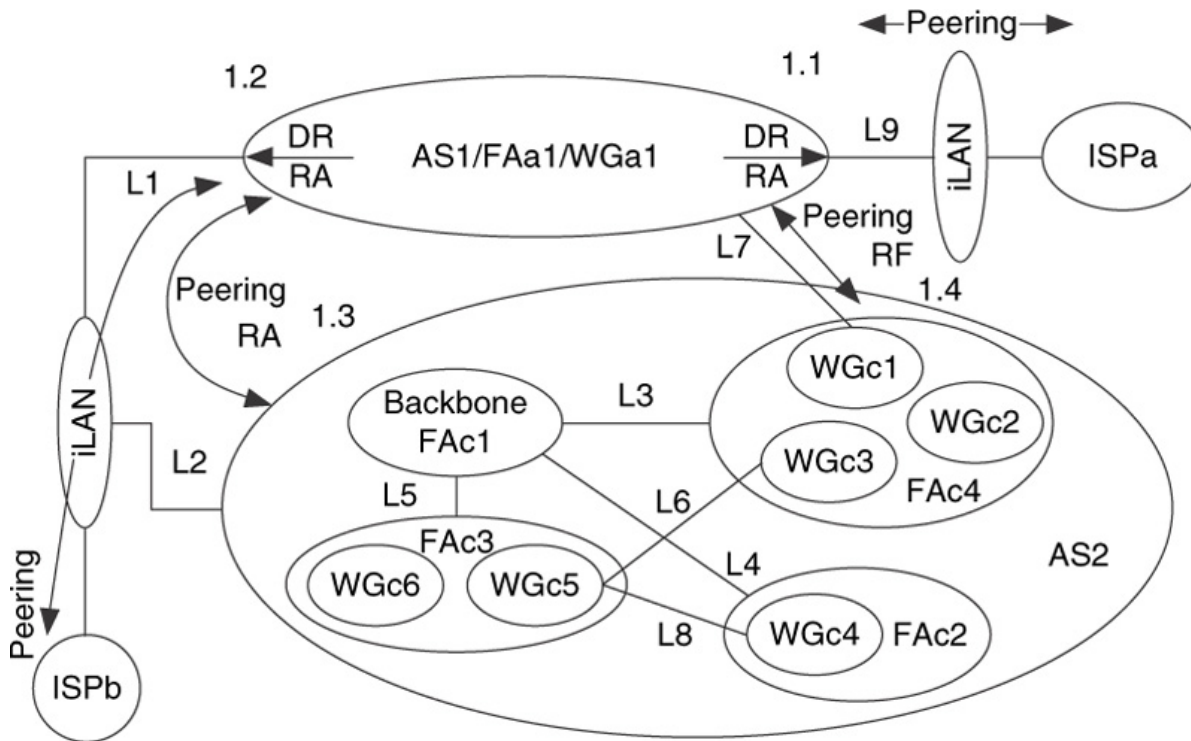 Peering
1.2
1.1
DR
RA
AS1/FAa1/WGa1
DR
RA
L9
iLAN
ISPa
L1
Peering
RF
L7
Peering
RA
1.3
1.4
WGc1
WGc2
WGc3
FAc4
Backbone
FAc1
L3
iLAN
L2
L5
L6
FAc3
WGc6
WGc5
L4
AS2
L8
WGc4
FAc2
Peering
ISPb